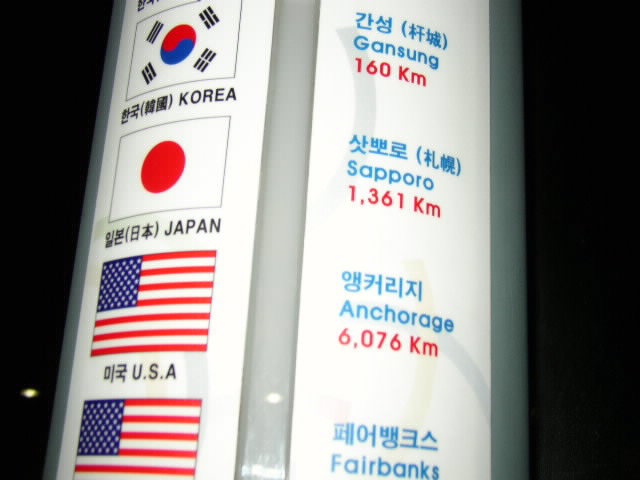 한국(韓國) KOREA
간성 (杆城)
Gansung
160 Km
일본(日本) JAPAN
삿뽀로 (札幌)
Sapporo
1,361 Km
미국 U.S.A
앵커리지
Anchorage
6,076 Km
페어뱅크스
Fairbanks